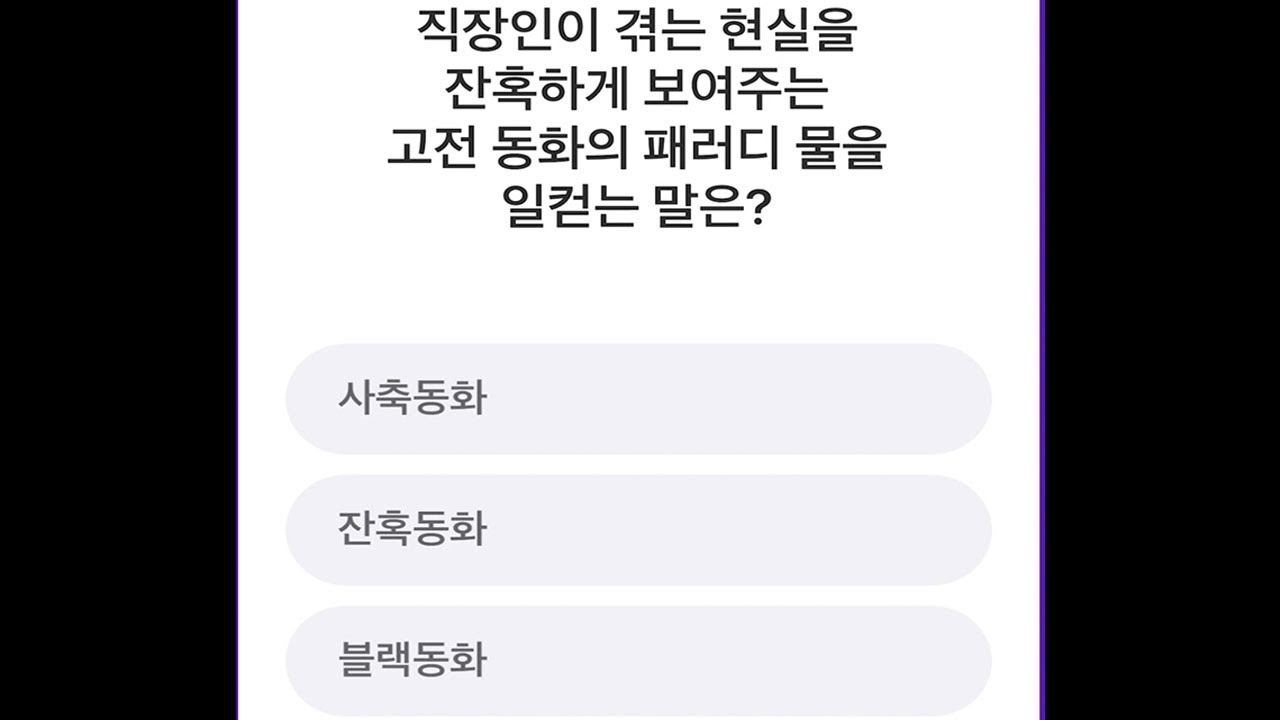 직장인이 겪는 현실을
잔혹하게 보여주는
고전 동화의 패러디 물을
일컫는 말은?
사축동화
잔혹동화
블랙동화